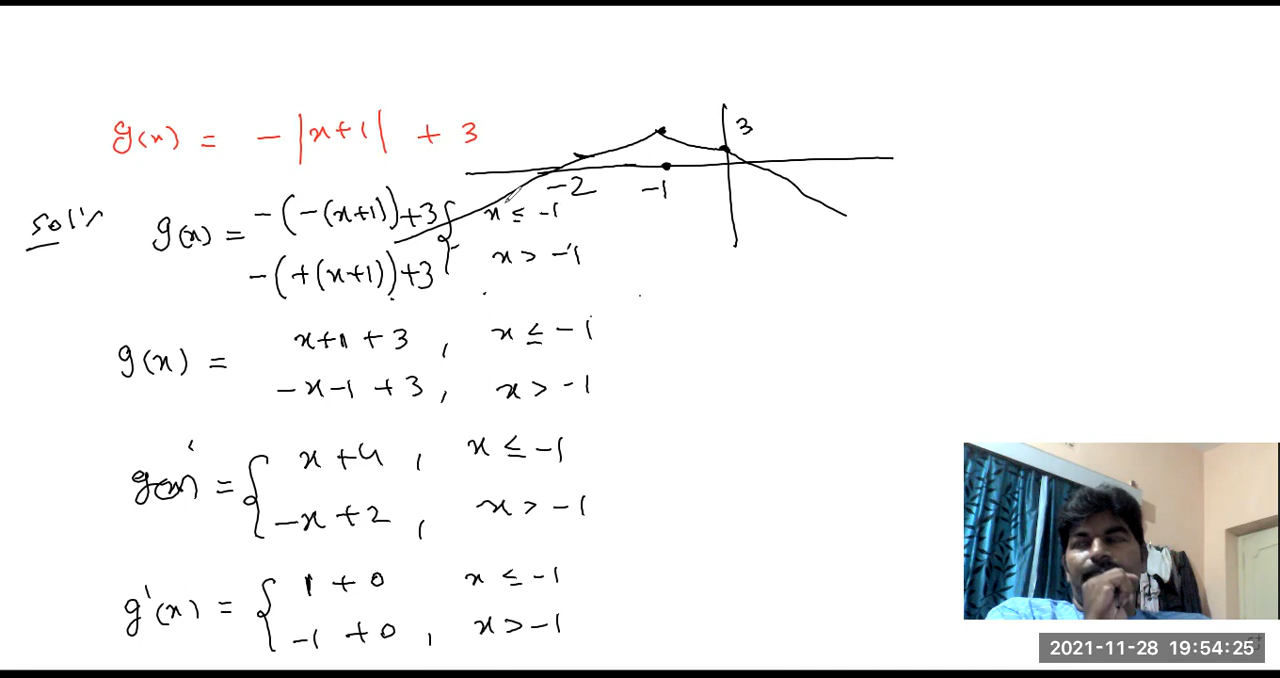 g(x) = - |x+1| + 3
3
-2 -1
Sol'n g(x) = -(-(x+1))+3 } x ≤ -1
-(+(x+1))+3 } x > -1
g(x) = x+1+3 , x ≤ -1
-x-1+3 , x > -1
g(x) = { x+4 , x ≤ -1
-x+2 , x > -1
g'(x) = { 1+0 x ≤ -1
-1+0 , x > -1
2021-11-28 19:54:25